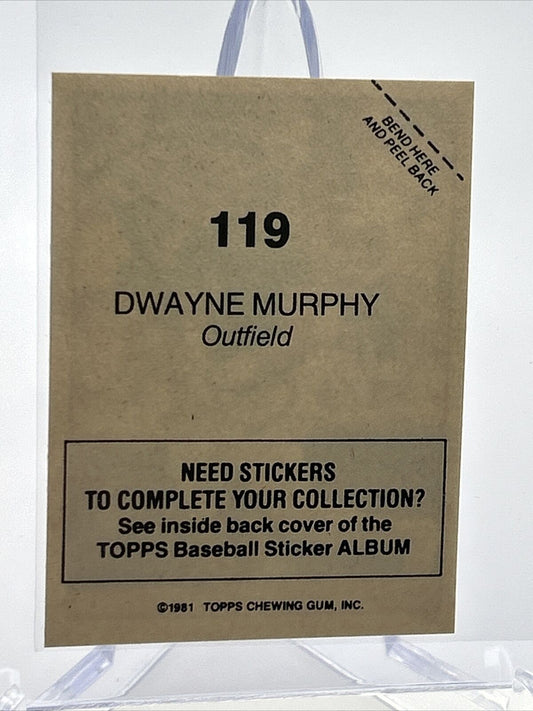 BEND HERE
AND PEEL BACK
119
DWAYNE MURPHY
Outfield
NEED STICKERS
TO COMPLETE YOUR COLLECTION?
See inside back cover of the
TOPPS Baseball Sticker ALBUM
©1981 TOPPS CHEWING GUM, INC.